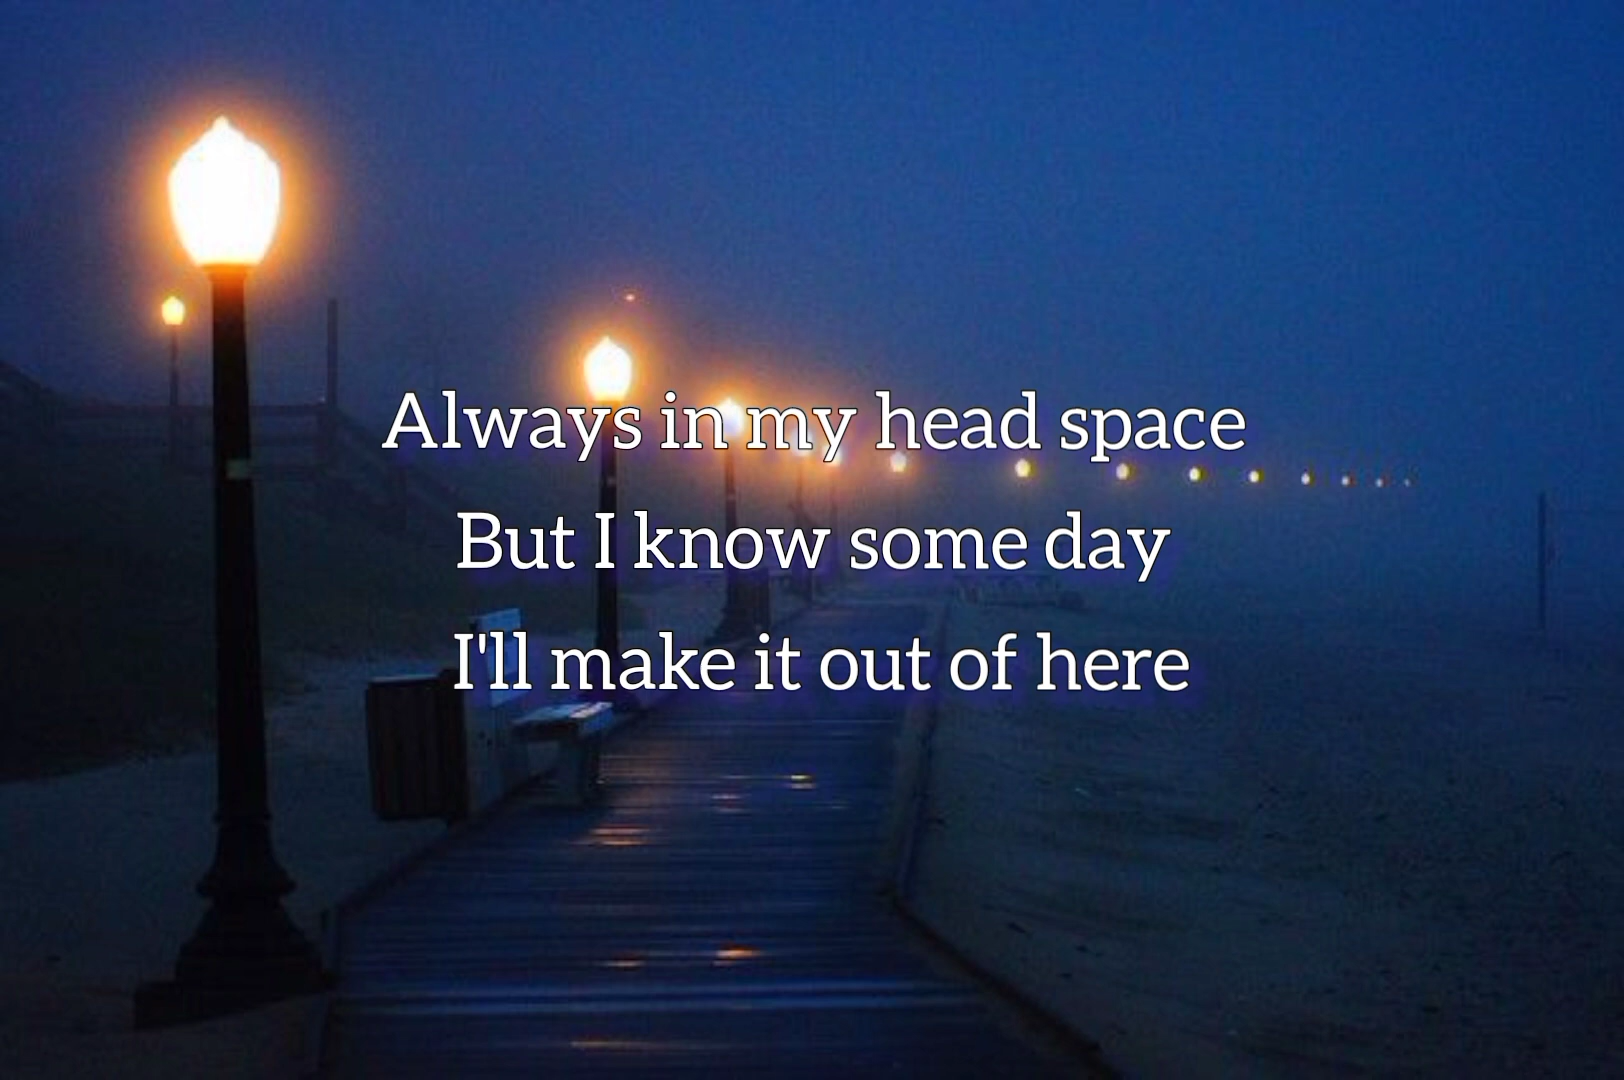 Always in my head space
But I know some day
I'll make it out of here